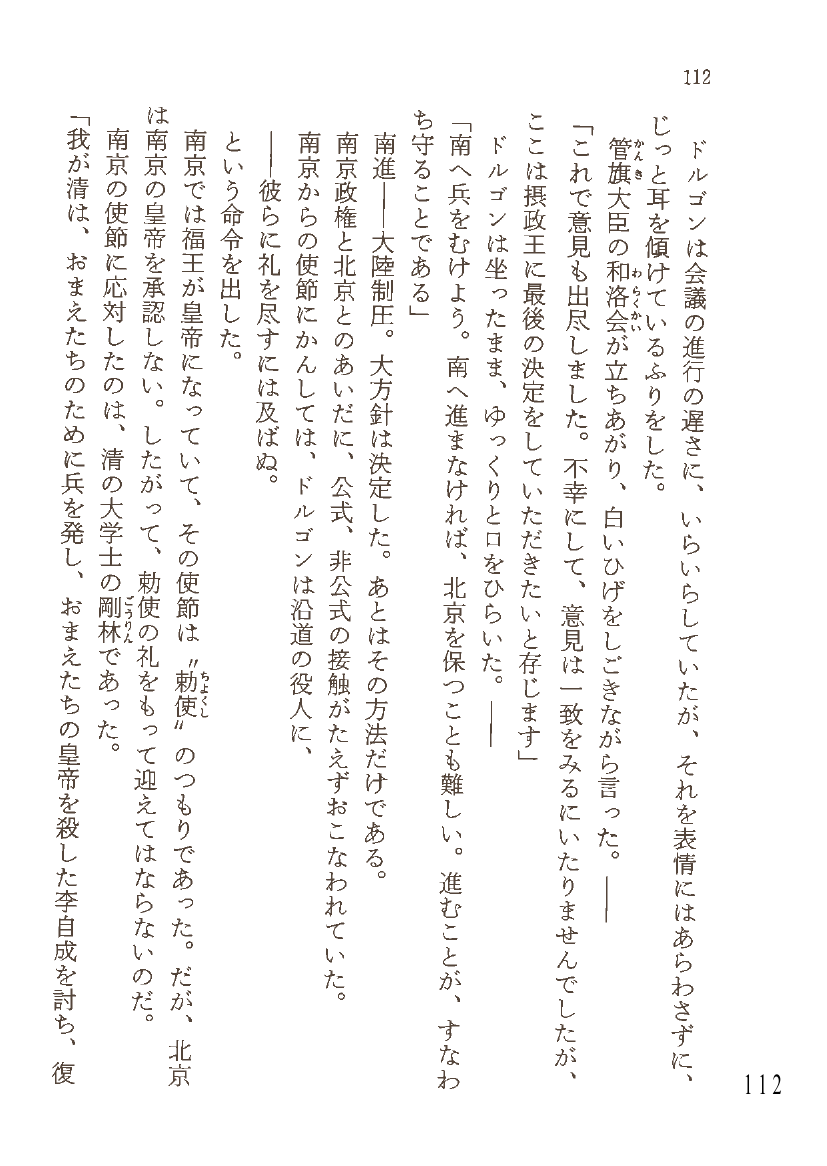 112
ドルゴンは会議の進行の遅さに、いらいらしていたが、それを表情にはあらわさずに、
じっと耳を傾けているふりをした。
管旗大臣の和洛会が立ちあがり、白いひげをしごきながら言った。――
「これで意見も出尽しました。不幸にして、意見は一致をみるにいたりませんでしたが、
ここは摂政王に最後の決定をしていただきたいと存じます」
ドルゴンは坐ったまま、ゆっくりと口をひらいた。――
「南へ兵をむけよう。南へ進まなければ、北京を保つことも難しい。進むことが、すなわ
ち守ることである」
南進――大陸制圧。大方針は決定した。あとはその方法だけである。
南京政権と北京とのあいだに、公式、非公式の接触がたえずおこなわれていた。
南京からの使節にかんしては、ドルゴンは沿道の役人に、
――彼らに礼を尽すには及ばぬ。
という命令を出した。
南京では福王が皇帝になっていて、その使節は〝勅使〟のつもりであった。だが、北京
は南京の皇帝を承認しない。したがって、勅使の礼をもって迎えてはならないのだ。
南京の使節に応対したのは、清の大学士の剛林であった。
「我が清は、おまえたちのために兵を発し、おまえたちの皇帝を殺した李自成を討ち、復
112